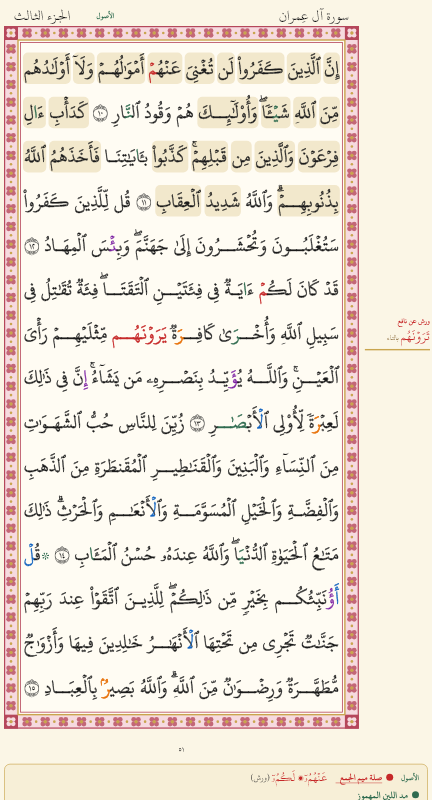 سورة آل عمران
الأصول
الجزء الثالث
إِنَّ ٱلَّذِينَ كَفَرُواْ لَن تُغْنِيَ عَنْهُمْ أَمْوَٰلُهُمْ وَلَآ أَوْلَٰدُهُم
مِّنَ ٱللَّهِ شَيْـًٔاۖ وَأُوْلَٰٓئِكَ هُمْ وَقُودُ ٱلنَّارِ ١٠ كَدَأْبِ ءَالِ
فِرْعَوْنَ وَٱلَّذِينَ مِن قَبْلِهِمْۚ كَذَّبُواْ بِـَٔايَٰتِنَا فَأَخَذَهُمُ ٱللَّهُ
بِذُنُوبِهِمْۗ وَٱللَّهُ شَدِيدُ ٱلْعِقَابِ ١١ قُل لِّلَّذِينَ كَفَرُواْ
سَتُغْلَبُونَ وَتُحْشَرُونَ إِلَىٰ جَهَنَّمَۖ وَبِئْسَ ٱلْمِهَادُ ١٢
قَدْ كَانَ لَكُمْ ءَايَةٌ فِى فِئَتَيْنِ ٱلْتَقَتَاۖ فِئَةٌ تُقَٰتِلُ فِى
سَبِيلِ ٱللَّهِ وَأُخْرَىٰ كَافِرَةٌ يَرَوْنَهُم مِّثْلَيْهِمْ رَأْىَ
ٱلْعَيْنِۚ وَٱللَّهُ يُؤَيِّدُ بِنَصْرِهِۦ مَن يَشَآءُۚ إِنَّ فِى ذَٰلِكَ
لَعِبْرَةً لِّأُوْلِى ٱلْأَبْصَٰرِ ١٣ زُيِّنَ لِلنَّاسِ حُبُّ ٱلشَّهَوَٰتِ
مِنَ ٱلنِّسَآءِ وَٱلْبَنِينَ وَٱلْقَنَٰطِيرِ ٱلْمُقَنطَرَةِ مِنَ ٱلذَّهَبِ
وَٱلْفِضَّةِ وَٱلْخَيْلِ ٱلْمُسَوَّمَةِ وَٱلْأَنْعَٰمِ وَٱلْحَرْثِۗ ذَٰلِكَ
مَتَٰعُ ٱلْحَيَوٰةِ ٱلدُّنْيَاۖ وَٱللَّهُ عِندَهُۥ حُسْنُ ٱلْمَـَٔابِ ١٤ ۞ قُلْ
أَؤُنَبِّئُكُم بِخَيْرٍ مِّن ذَٰلِكُمْۖ لِلَّذِينَ ٱتَّقَوْاْ عِندَ رَبِّهِمْ
جَنَّٰتٌ تَجْرِى مِن تَحْتِهَا ٱلْأَنْهَٰرُ خَٰلِدِينَ فِيهَا وَأَزْوَٰجٌ
مُّطَهَّرَةٌ وَرِضْوَٰنٌ مِّنَ ٱللَّهِۗ وَٱللَّهُ بَصِيرٌۢ بِٱلْعِبَادِ ١٥
ورش عن نافع
تَرَوْنَهُم بالتاء
٥١
الأصول
صلة ميم الجمع
عَنْهُمُۥٓ ● لَكُمُۥٓ (ورش)
مد اللين المهموز